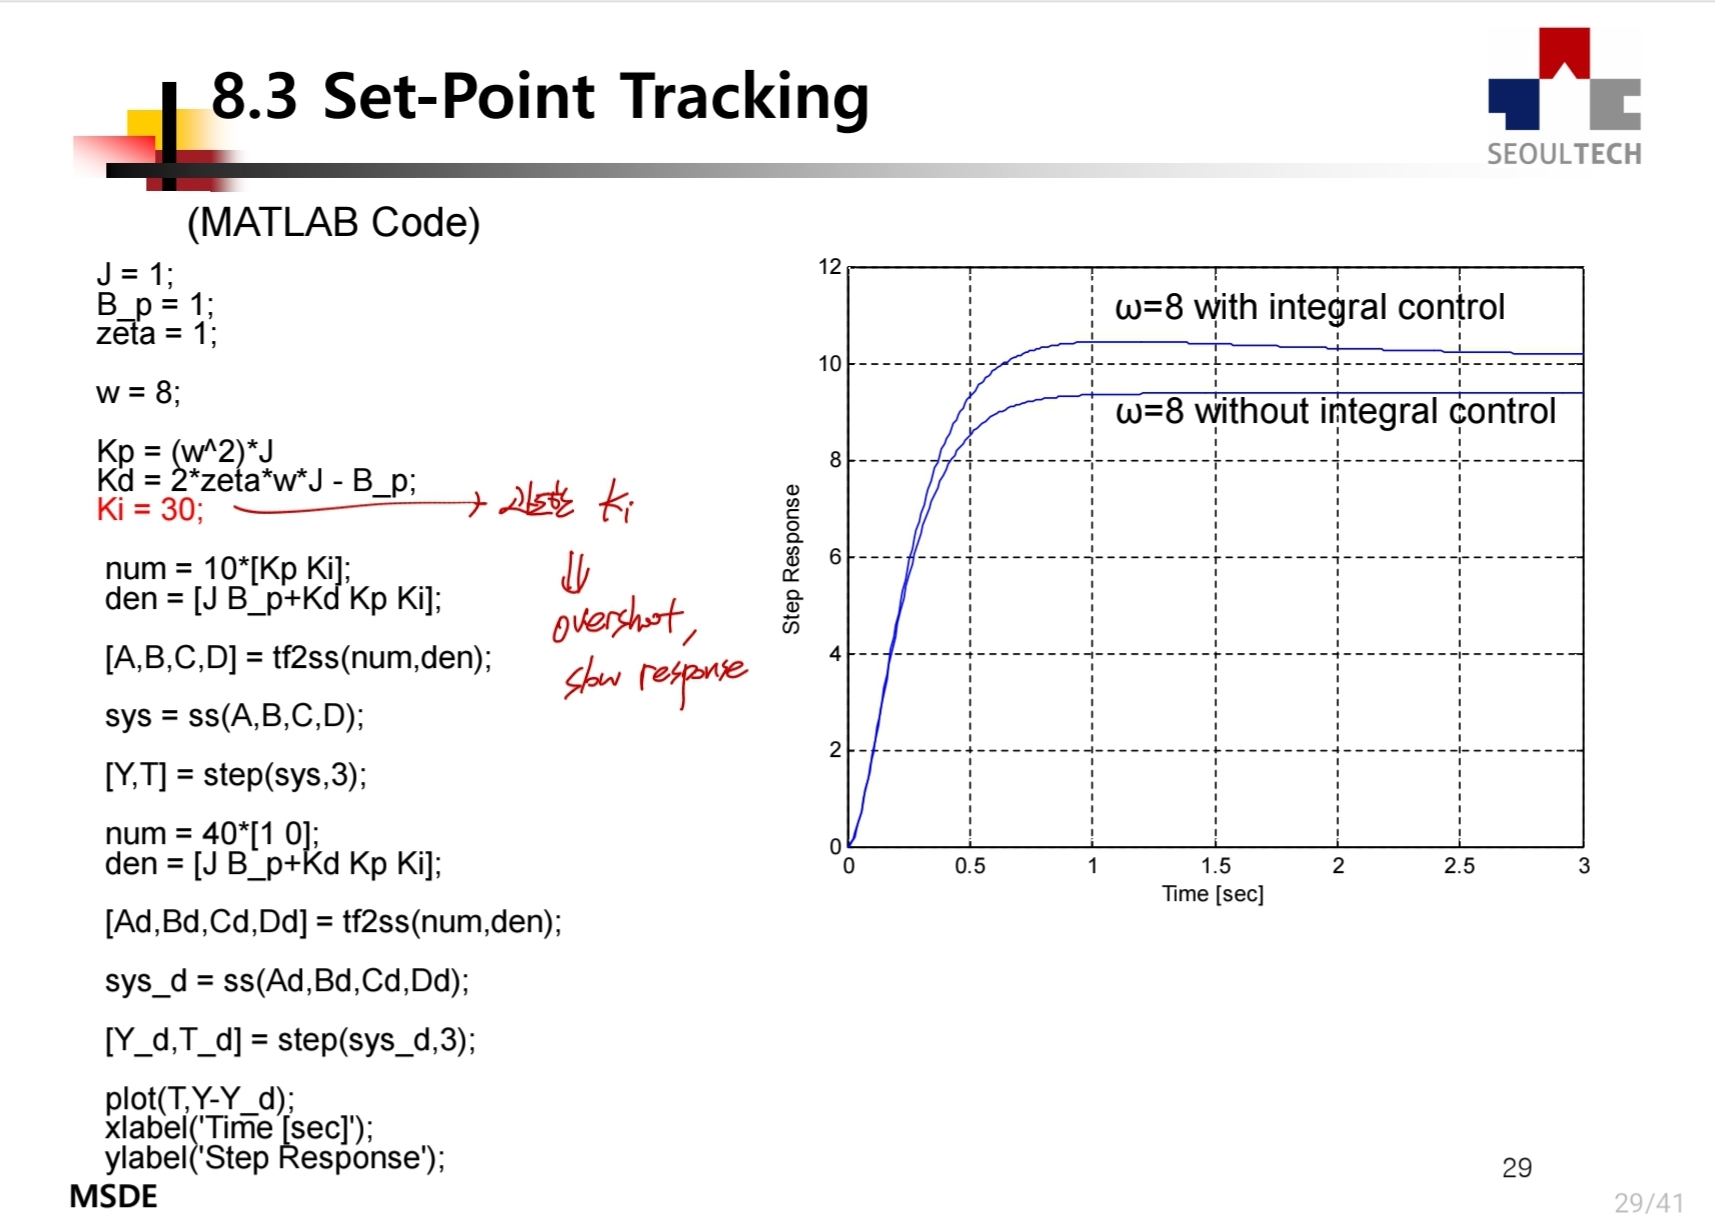 8.3 Set-Point Tracking
SEOULTECH
(MATLAB Code)
J = 1;
B_p = 1;
zeta = 1;
w = 8;
Kp = (w^2)*J
Kd = 2*zeta*w*J - B_p;
Ki = 30;
Ki
⇓
overshoot,
slow response
num = 10*[Kp Ki];
den = [J B_p+Kd Kp Ki];
[A,B,C,D] = tf2ss(num,den);
sys = ss(A,B,C,D);
[Y,T] = step(sys,3);
num = 40*[1 0];
den = [J B_p+Kd Kp Ki];
[Ad,Bd,Cd,Dd] = tf2ss(num,den);
sys_d = ss(Ad,Bd,Cd,Dd);
[Y_d,T_d] = step(sys_d,3);
plot(T,Y-Y_d);
xlabel('Time [sec]');
ylabel('Step Response');
12
10
8
6
4
2
0
Step Response
ω=8 with integral control
ω=8 without integral control
0 0.5 1 1.5 2 2.5 3
Time [sec]
29
MSDE
29/41